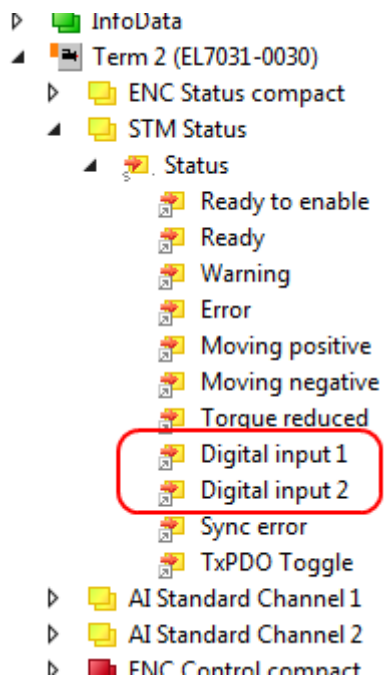 InfoData
Term 2 (EL7031-0030)
ENC Status compact
STM Status
Status
Ready to enable
Ready
Warning
Error
Moving positive
Moving negative
Torque reduced
Digital input 1
Digital input 2
Sync error
TxPDO Toggle
AI Standard Channel 1
AI Standard Channel 2
ENC Control compact